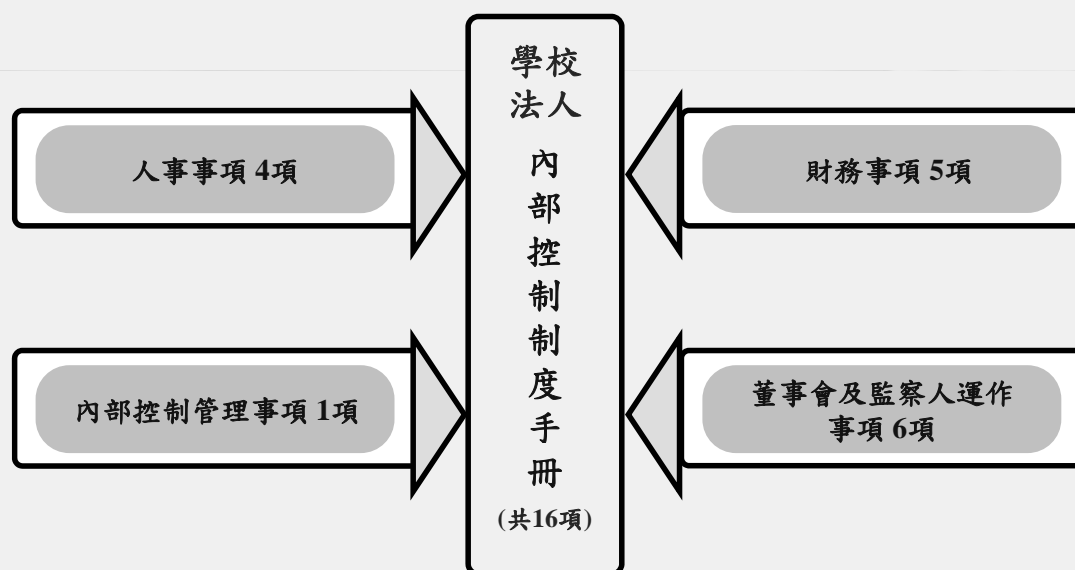 學校
法人
內
部
控
制
制
度
手
冊
(共16項)
人事事項 4項
財務事項 5項
內部控制管理事項 1項
董事會及監察人運作
事項 6項